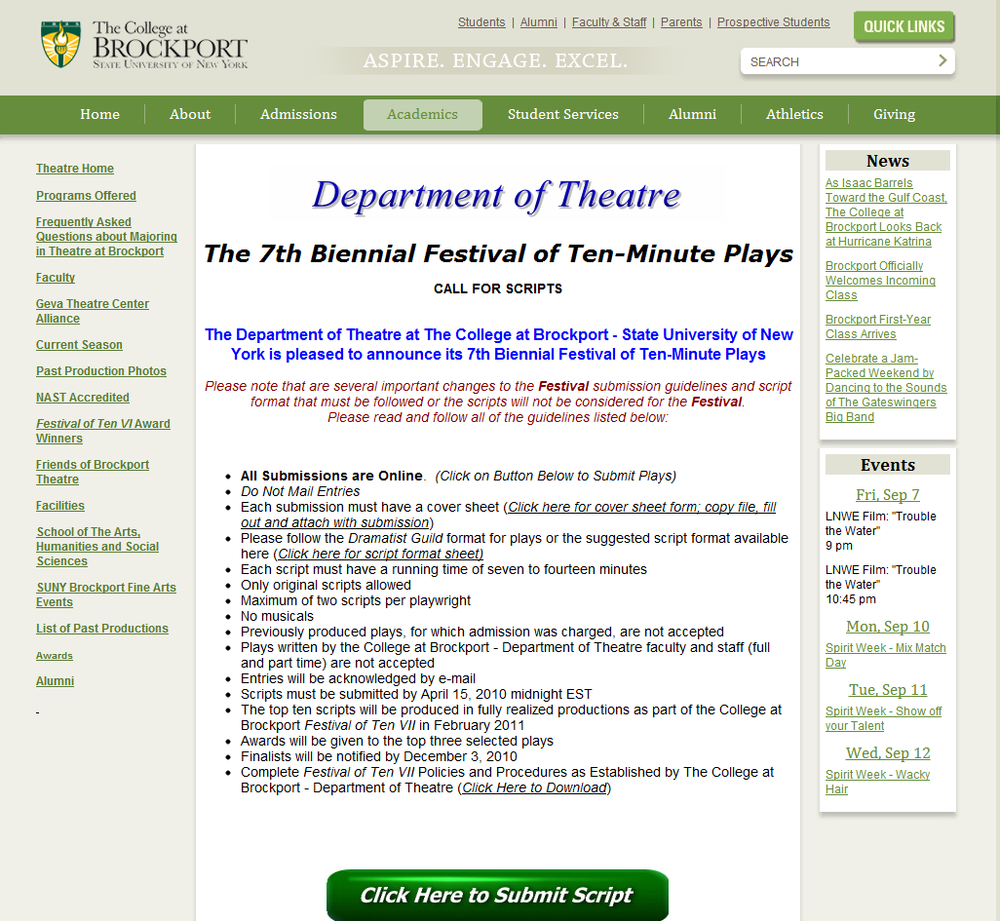 The College at
BROCKPORT
STATE UNIVERSITY OF NEW YORK
Students | Alumni | Faculty & Staff | Parents | Prospective Students
QUICK LINKS
ASPIRE. ENGAGE. EXCEL.
SEARCH
Home
About
Admissions
Academics
Student Services
Alumni
Athletics
Giving
Theatre Home
Programs Offered
Frequently Asked
Questions about Majoring
in Theatre at Brockport
Faculty
Geva Theatre Center
Alliance
Current Season
Past Production Photos
NAST Accredited
Festival of Ten VI Award
Winners
Friends of Brockport
Theatre
Facilities
School of The Arts,
Humanities and Social
Sciences
SUNY Brockport Fine Arts
Events
List of Past Productions
Awards
Alumni
-
Department of Theatre
The 7th Biennial Festival of Ten-Minute Plays
CALL FOR SCRIPTS
The Department of Theatre at The College at Brockport - State University of New
York is pleased to announce its 7th Biennial Festival of Ten-Minute Plays
Please note that are several important changes to the Festival submission guidelines and script
format that must be followed or the scripts will not be considered for the Festival.
Please read and follow all of the guidelines listed below:
• All Submissions are Online. (Click on Button Below to Submit Plays)
• Do Not Mail Entries
• Each submission must have a cover sheet (Click here for cover sheet form; copy file, fill
out and attach with submission)
• Please follow the Dramatist Guild format for plays or the suggested script format available
here (Click here for script format sheet)
• Each script must have a running time of seven to fourteen minutes
• Only original scripts allowed
• Maximum of two scripts per playwright
• No musicals
• Previously produced plays, for which admission was charged, are not accepted
• Plays written by the College at Brockport - Department of Theatre faculty and staff (full
and part time) are not accepted
• Entries will be acknowledged by e-mail
• Scripts must be submitted by April 15, 2010 midnight EST
• The top ten scripts will be produced in fully realized productions as part of the College at
Brockport Festival of Ten VII in February 2011
• Awards will be given to the top three selected plays
• Finalists will be notified by December 3, 2010
• Complete Festival of Ten VII Policies and Procedures as Established by The College at
Brockport - Department of Theatre (Click Here to Download)
Click Here to Submit Script
News
As Isaac Barrels
Toward the Gulf Coast,
The College at
Brockport Looks Back
at Hurricane Katrina
Brockport Officially
Welcomes Incoming
Class
Brockport First-Year
Class Arrives
Celebrate a Jam-
Packed Weekend by
Dancing to the Sounds
of The Gateswingers
Big Band
Events
Fri, Sep 7
LNWE Film: "Trouble
the Water"
9 pm
LNWE Film: "Trouble
the Water"
10:45 pm
Mon, Sep 10
Spirit Week - Mix Match
Day
Tue, Sep 11
Spirit Week - Show off
your Talent
Wed, Sep 12
Spirit Week - Wacky
Hair